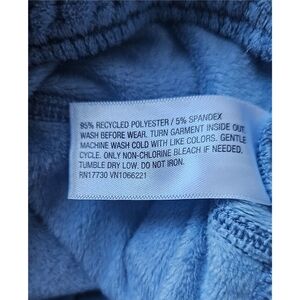 95% RECYCLED POLYESTER / 5% SPANDEX
WASH BEFORE WEAR. TURN GARMENT INSIDE OUT.
MACHINE WASH COLD WITH LIKE COLORS. GENTLE
CYCLE. ONLY NON-CHLORINE BLEACH IF NEEDED.
TUMBLE DRY LOW. DO NOT IRON.
RN17730 VN1066221